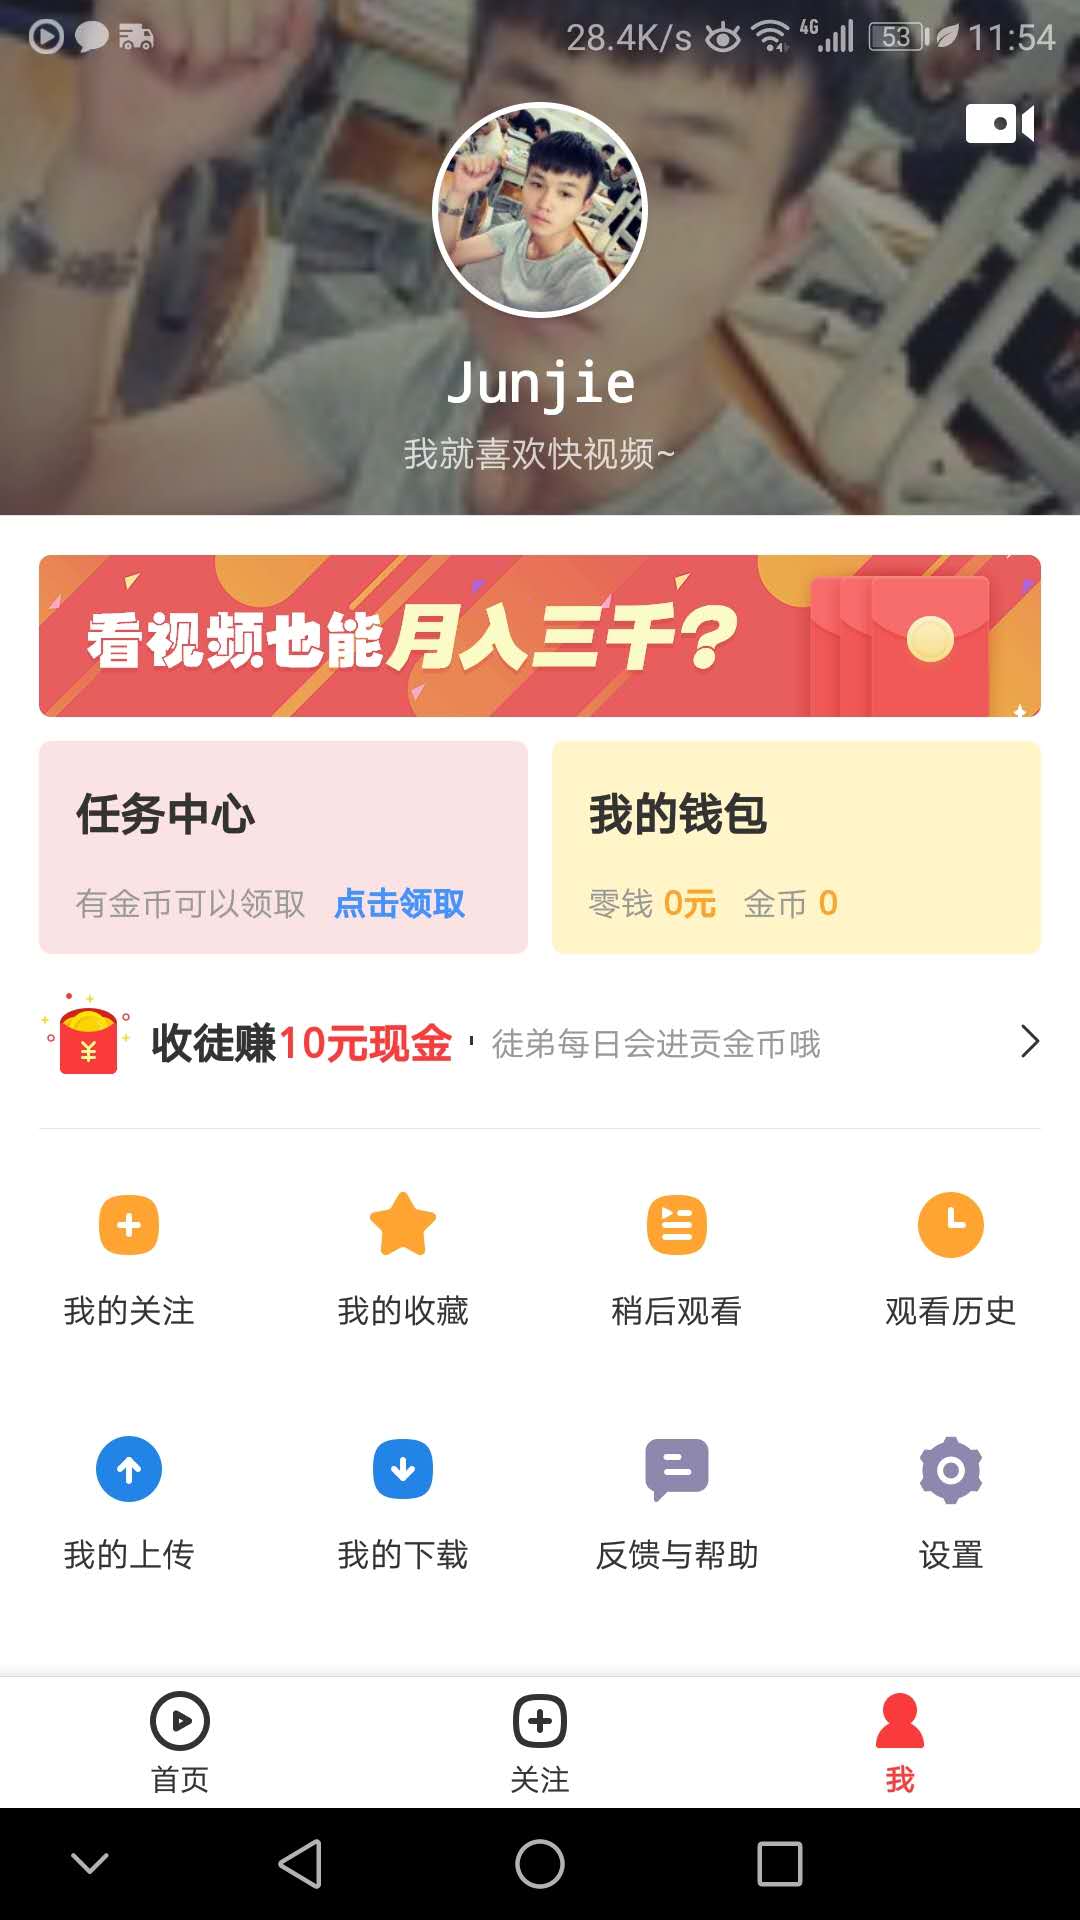 28.4K/s 4G 53 11:54
Junjie
我就喜欢快视频~
看视频也能月入三千?
任务中心
有金币可以领取 点击领取
我的钱包
零钱 0元 金币 0
¥
收徒赚10元现金 ' 徒弟每日会进贡金币哦
我的关注 我的收藏 稍后观看 观看历史
我的上传 我的下载 反馈与帮助 设置
首页 关注 我